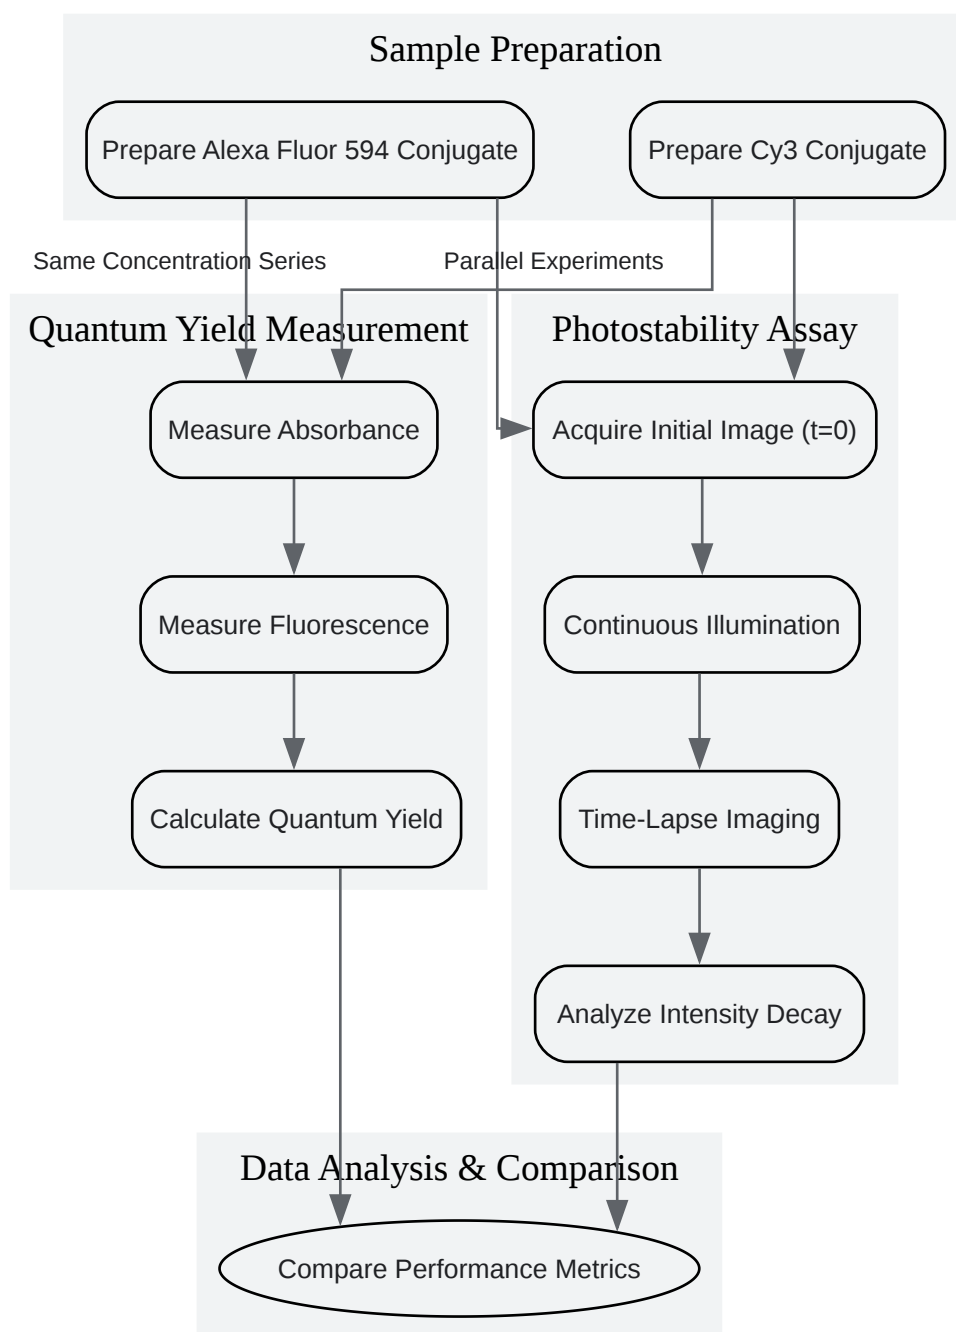 Sample Preparation
Prepare Alexa Fluor 594 Conjugate
Prepare Cy3 Conjugate
Same Concentration Series
Parallel Experiments
Quantum Yield Measurement
Photostability Assay
Measure Absorbance
Acquire Initial Image (t=0)
Measure Fluorescence
Continuous Illumination
Calculate Quantum Yield
Time-Lapse Imaging
Analyze Intensity Decay
Data Analysis & Comparison
Compare Performance Metrics